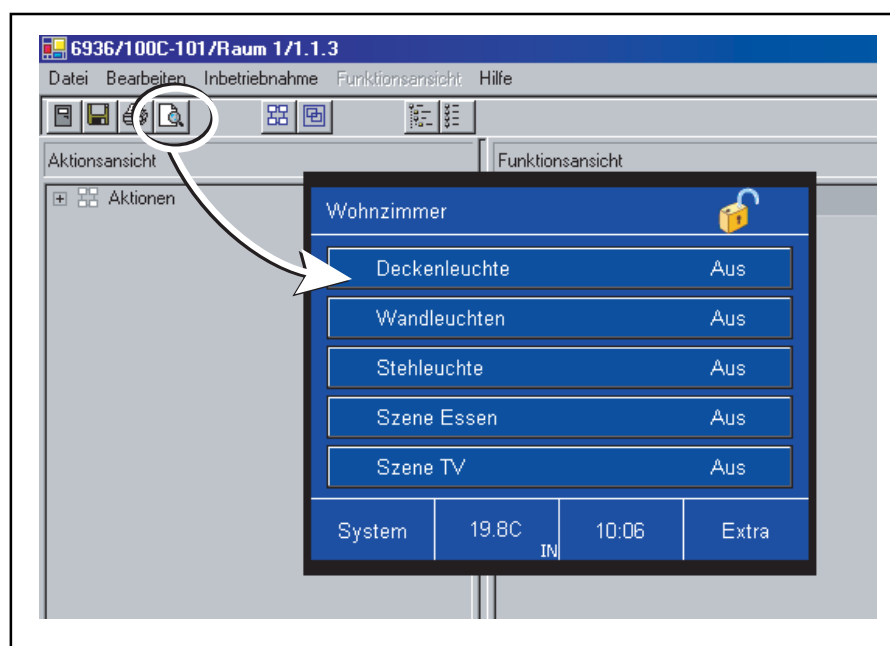 6936/100C-101/Raum 1/1.1.3
Datei Bearbeiten Inbetriebnahme Funktionsansicht Hilfe
Aktionsansicht Funktionsansicht
Aktionen
Wohnzimmer
Deckenleuchte Aus
Wandleuchten Aus
Stehleuchte Aus
Szene Essen Aus
Szene TV Aus
System 19.8C IN 10:06 Extra